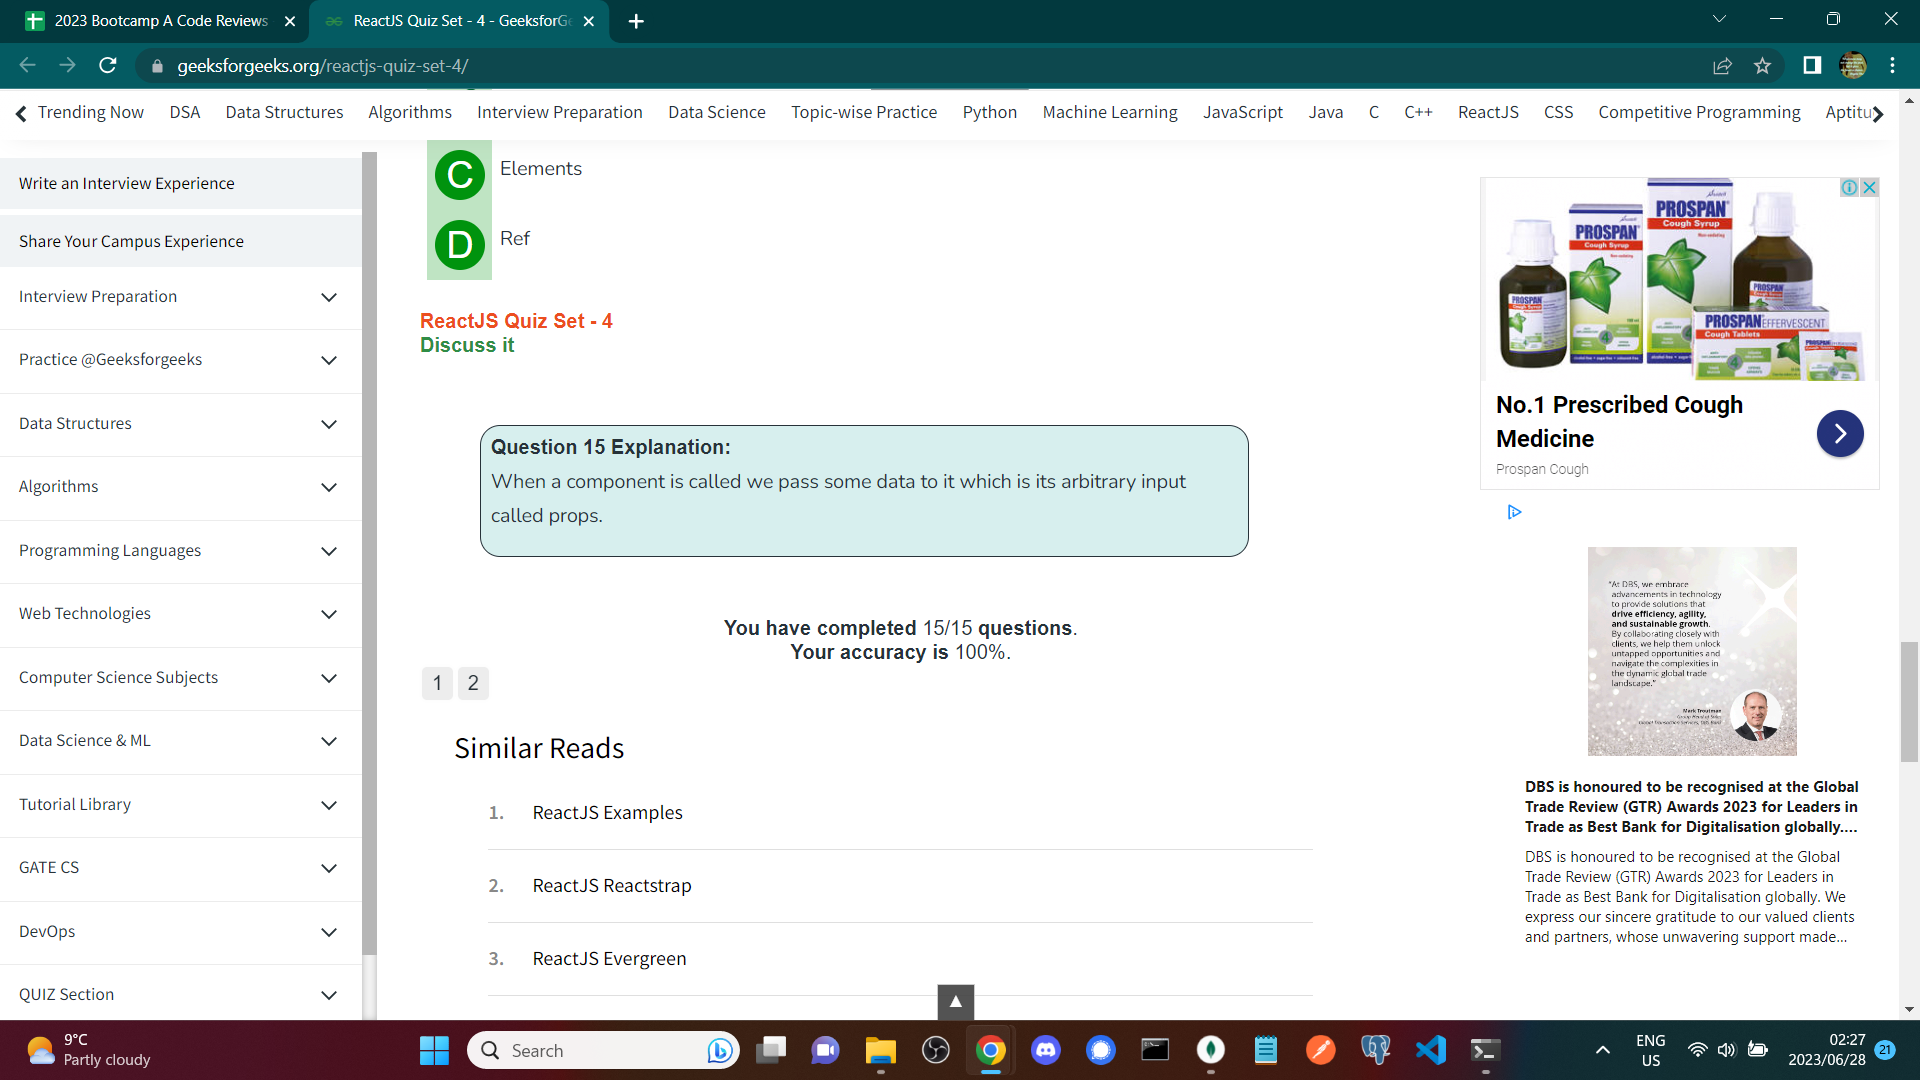 2023 Bootcamp A Code Reviews
ReactJS Quiz Set - 4 - GeeksforGe
geeksforgeeks.org/reactjs-quiz-set-4/
Trending Now DSA Data Structures Algorithms Interview Preparation Data Science Topic-wise Practice Python Machine Learning JavaScript Java C C++ ReactJS CSS Competitive Programming Aptitu
Write an Interview Experience
Share Your Campus Experience
Interview Preparation
Practice @Geeksforgeeks
Data Structures
Algorithms
Programming Languages
Web Technologies
Computer Science Subjects
Data Science & ML
Tutorial Library
GATE CS
DevOps
QUIZ Section
C Elements
D Ref
ReactJS Quiz Set - 4
Discuss it
Question 15 Explanation:
When a component is called we pass some data to it which is its arbitrary input
called props.
You have completed 15/15 questions.
Your accuracy is 100%.
1 2
Similar Reads
1. ReactJS Examples
2. ReactJS Reactstrap
3. ReactJS Evergreen
PROSPAN
Cough Syrup
PROSPAN
Cough Syrup
PROSPAN
PROSPAN
PROSPAN EFFERVESCENT
Cough Tablets
No.1 Prescribed Cough
Medicine
Prospan Cough
"At DBS, we embrace
advancements in technology
to provide solutions that
drive efficiency, agility,
and sustainable growth.
By collaborating closely with
clients, we help them unlock
untapped opportunities and
navigate the complexities in
the dynamic global trade
landscape."
Mark Troutman
DBS is honoured to be recognised at the Global
Trade Review (GTR) Awards 2023 for Leaders in
Trade as Best Bank for Digitalisation globally....
DBS is honoured to be recognised at the Global
Trade Review (GTR) Awards 2023 for Leaders in
Trade as Best Bank for Digitalisation globally. We
express our sincere gratitude to our valued clients
and partners, whose unwavering support made...
9°C
Partly cloudy
Search
ENG
US
02:27
2023/06/28
21